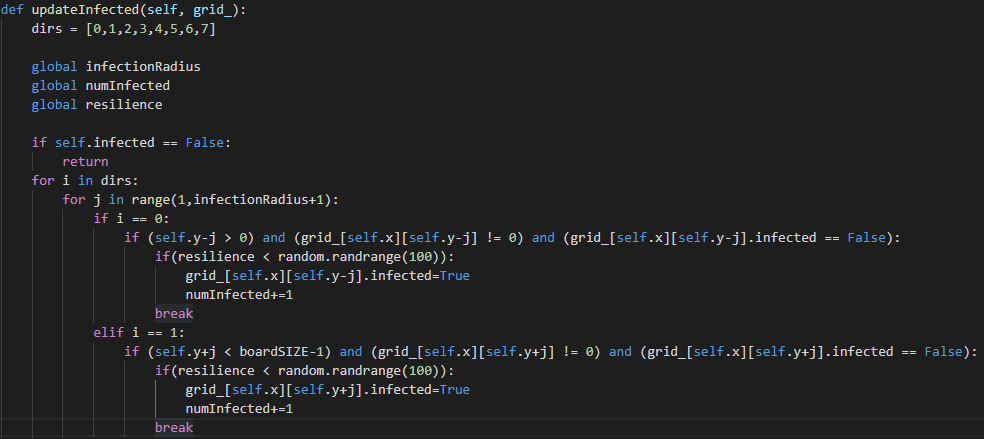 def updateInfected(self, grid_):
    dirs = [0,1,2,3,4,5,6,7]
    global infectionRadius
    global numInfected
    global resilience
    if self.infected == False:
        return
    for i in dirs:
        for j in range(1,infectionRadius+1):
            if i == 0:
                if (self.y-j > 0) and (grid_[self.x][self.y-j] != 0) and (grid_[self.x][self.y-j].infected == False):
                    if(resilience < random.randrange(100)):
                        grid_[self.x][self.y-j].infected=True
                        numInfected+=1
                    break
            elif i == 1:
                if (self.y+j < boardSIZE-1) and (grid_[self.x][self.y+j] != 0) and (grid_[self.x][self.y+j].infected == False):
                    if(resilience < random.randrange(100)):
                        grid_[self.x][self.y+j].infected=True
                        numInfected+=1
                    break